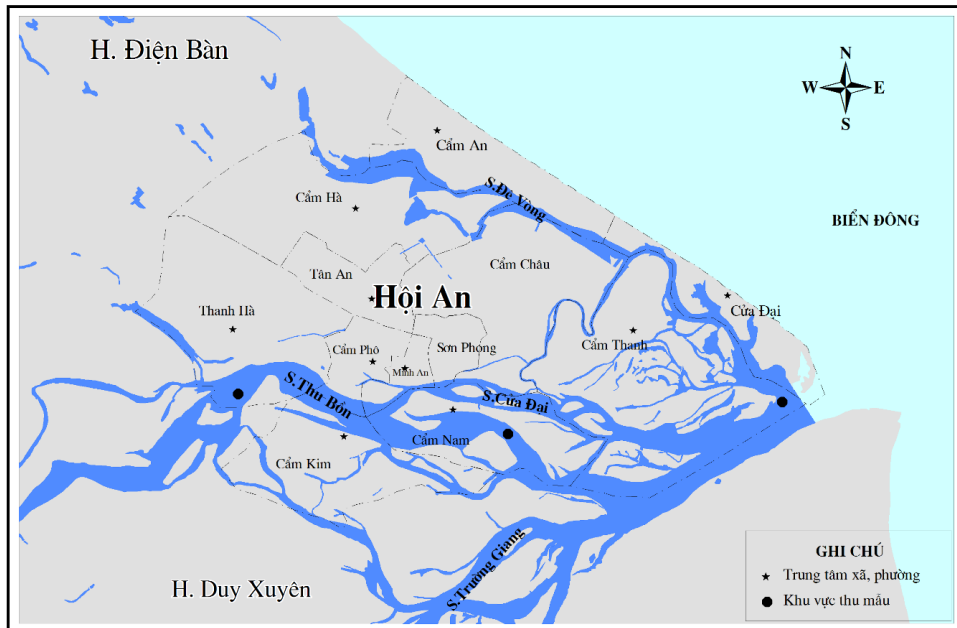 H. Điện Bàn
N
W
E
S
Cẩm An
S.Đế Võng
Cẩm Hà
BIỂN ĐÔNG
Cẩm Châu
Tân An
Hội An
Thanh Hà
Cửa Đại
Cẩm Thanh
Sơn Phong
Cẩm Phô
Minh An
S.Thu Bồn
S.Cửa Đại
Cẩm Nam
Cẩm Kim
S.Trường Giang
H. Duy Xuyên
GHI CHÚ
Trung tâm xã, phường
Khu vực thu mẫu